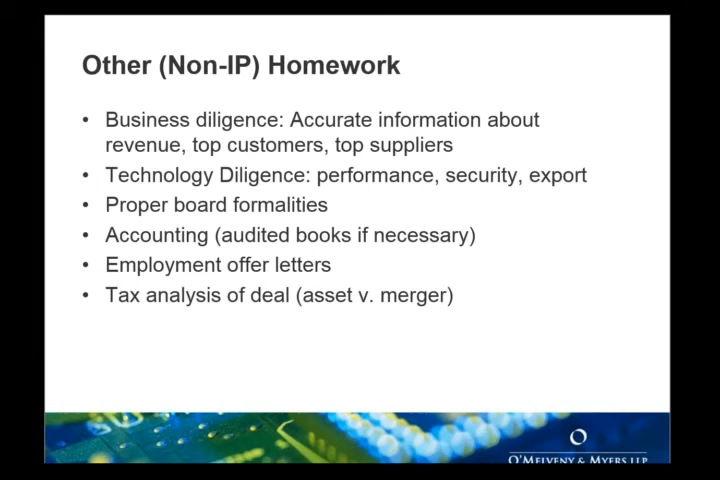 Other (Non-IP) Homework
• Business diligence: Accurate information about
revenue, top customers, top suppliers
• Technology Diligence: performance, security, export
• Proper board formalities
• Accounting (audited books if necessary)
• Employment offer letters
• Tax analysis of deal (asset v. merger)
O
O'MELVENY & MYERS LLP